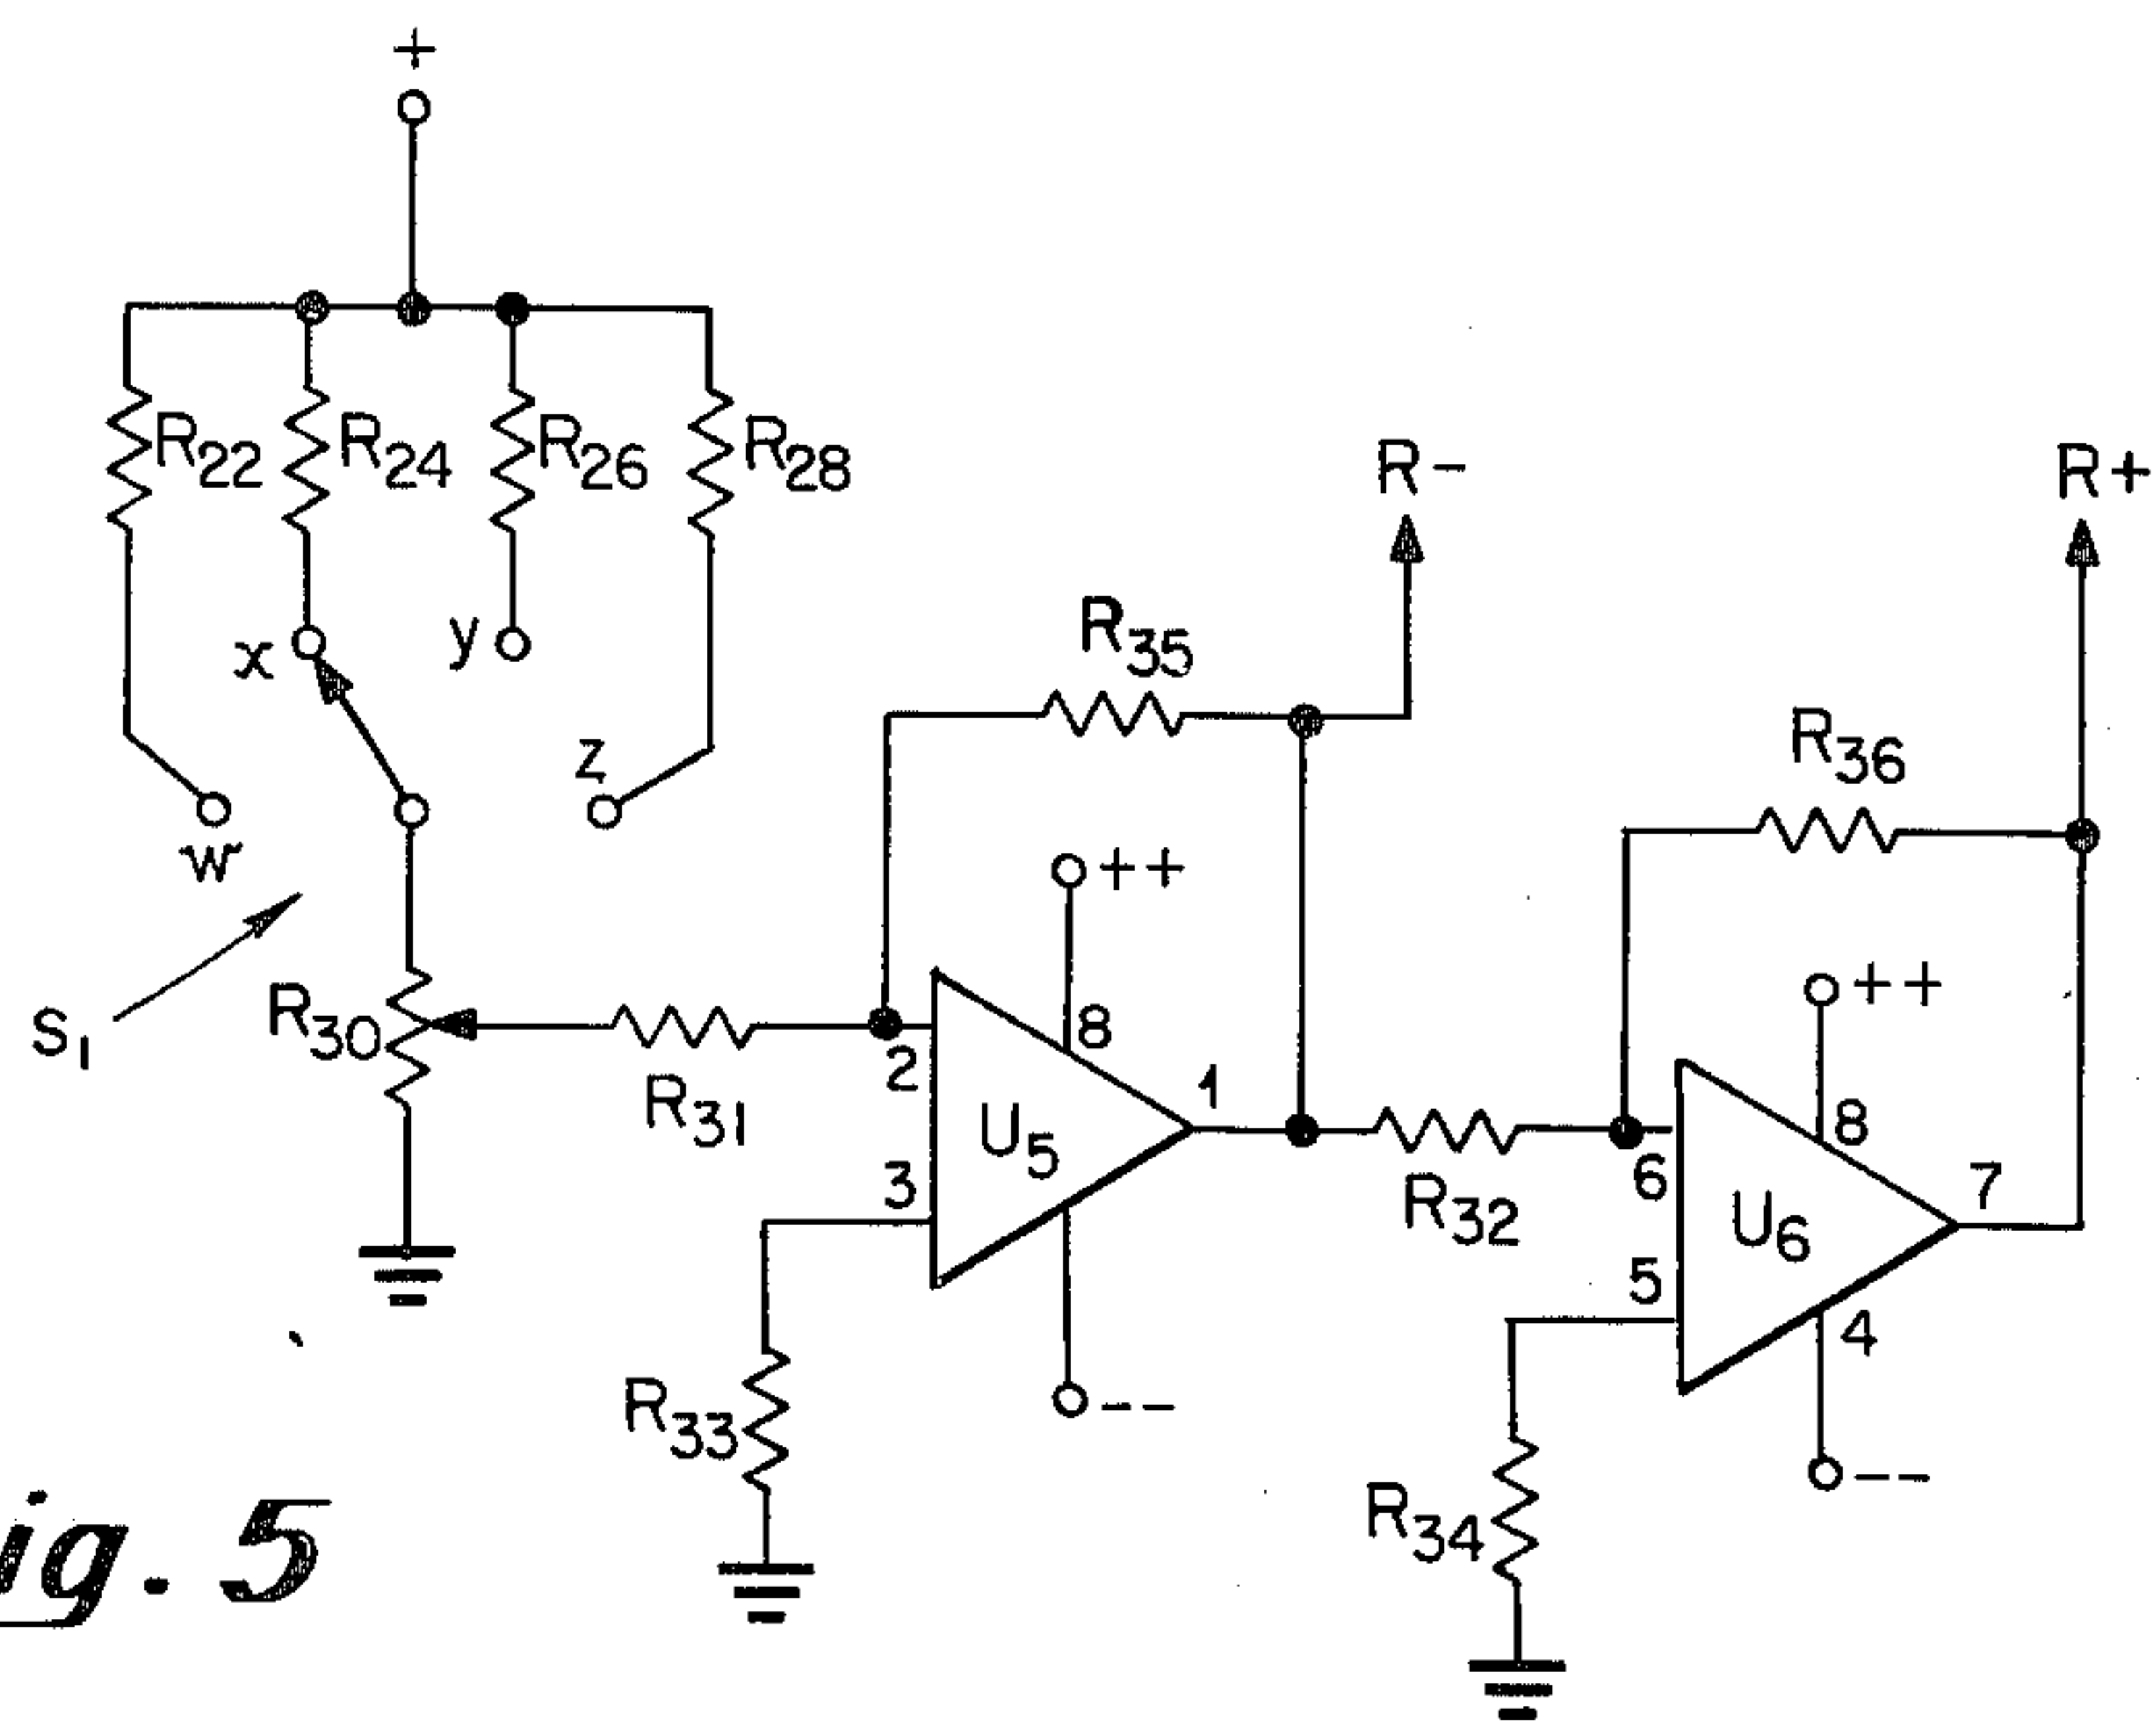 +
R22 R24 R26 R28
R- R+
x y
R35
z
R36
w
++
++
S1 R30
8
2
R31
1
U5
8
3
6
R32
7
U6
5
4
R33
--
--
R34
ig. 5